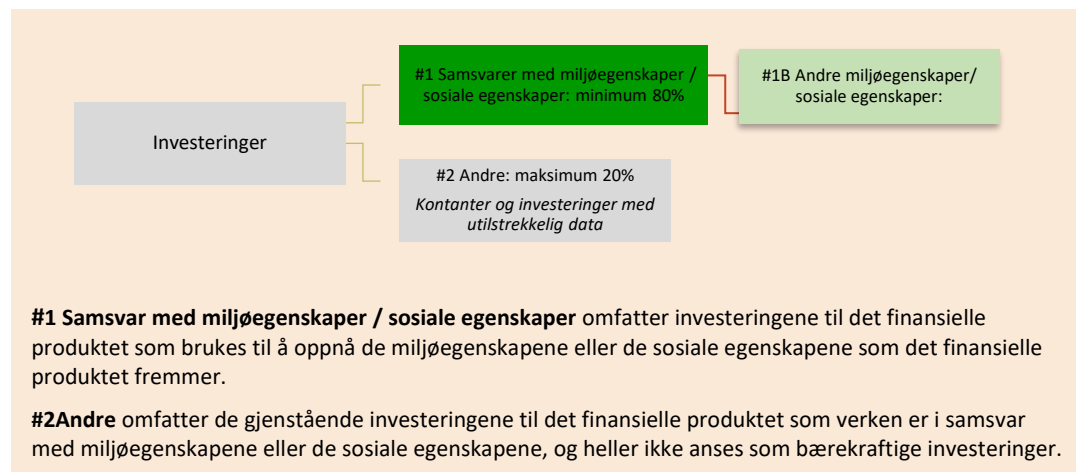 #1 Samsvarer med miljøegenskaper /
sosiale egenskaper: minimum 80%
#1B Andre miljøegenskaper/
sosiale egenskaper:
Investeringer
#2 Andre: maksimum 20%
Kontanter og investeringer med
utilstrekkelig data
#1 Samsvar med miljøegenskaper / sosiale egenskaper omfatter investeringene til det finansielle
produktet som brukes til å oppnå de miljøegenskapene eller de sosiale egenskapene som det finansielle
produktet fremmer.
#2Andre omfatter de gjenstående investeringene til det finansielle produktet som verken er i samsvar
med miljøegenskapene eller de sosiale egenskapene, og heller ikke anses som bærekraftige investeringer.